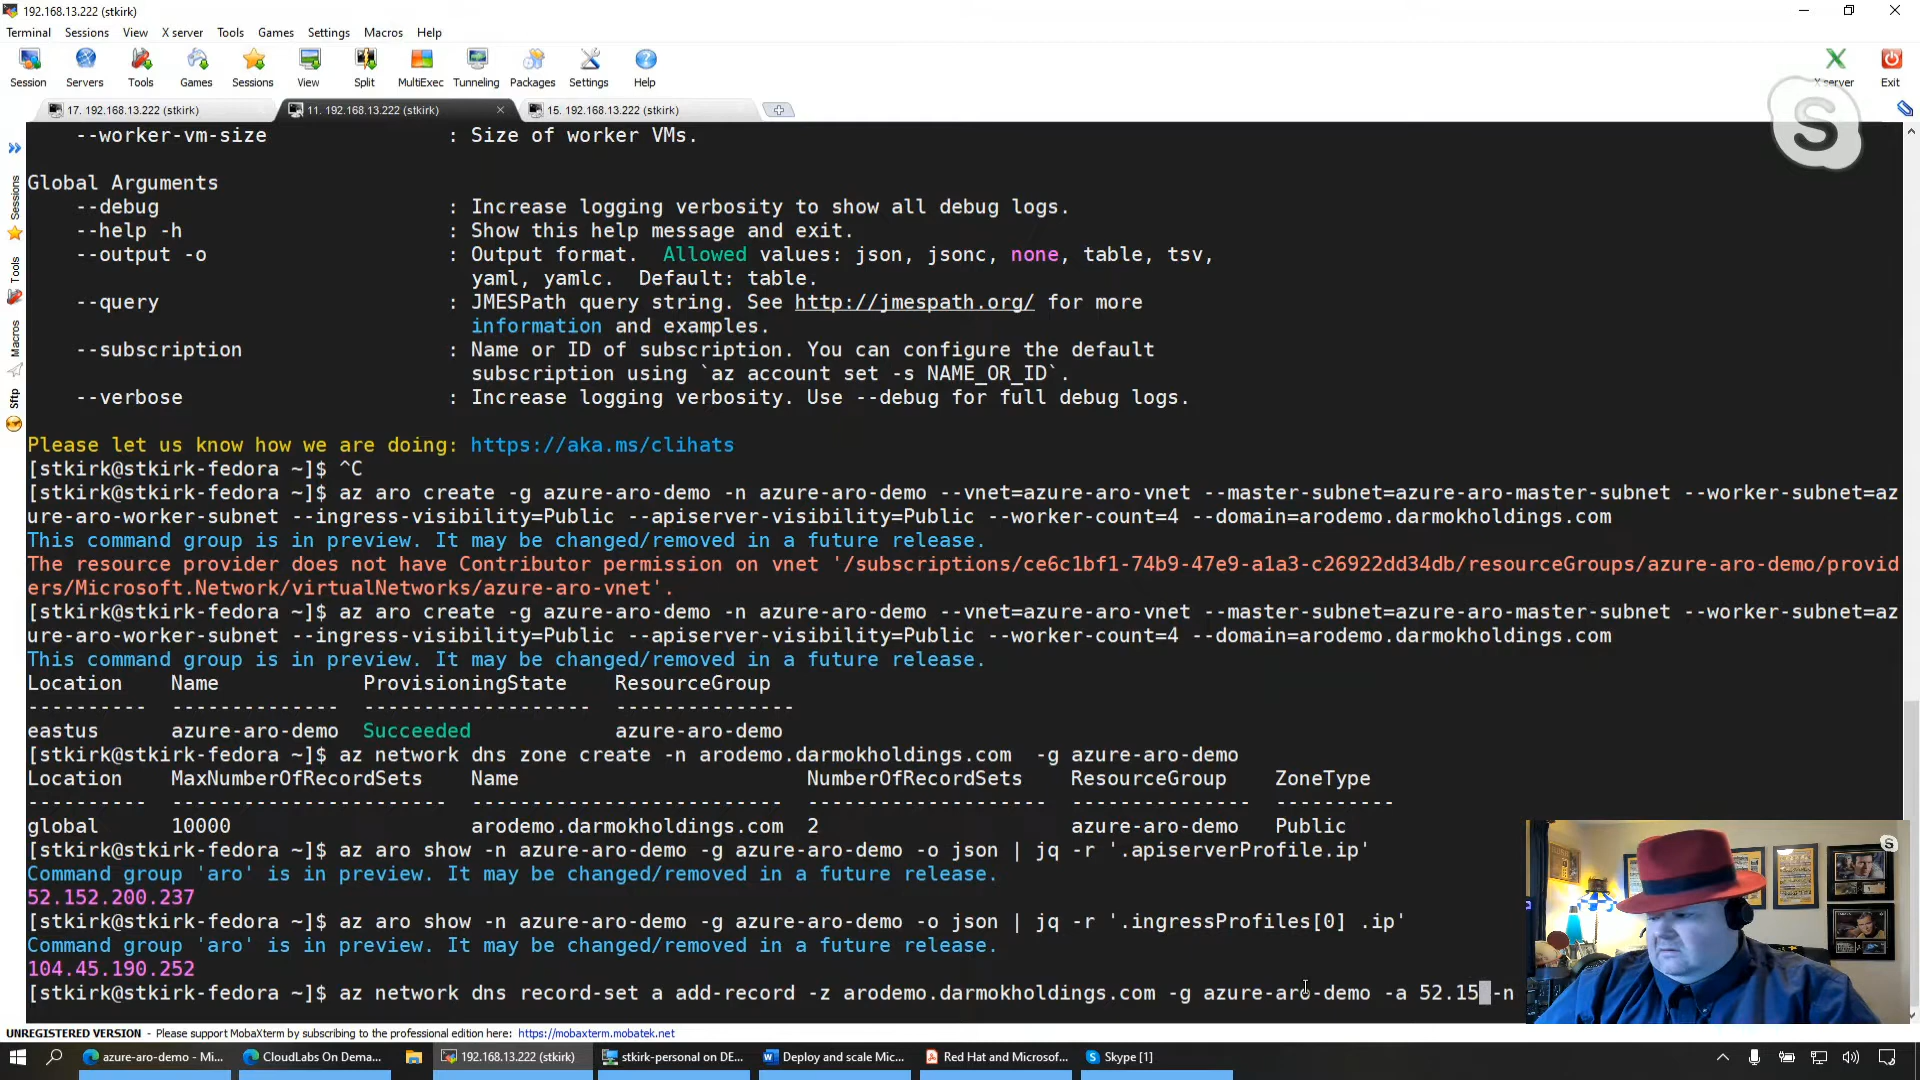 192.168.13.222 (stkirk)
Terminal Sessions View X server Tools Games Settings Macros Help
Session Servers Tools Games Sessions View Split MultiExec Tunneling Packages Settings Help X server Exit
17. 192.168.13.222 (stkirk) 11. 192.168.13.222 (stkirk) 15. 192.168.13.222 (stkirk)
Sessions
Tools
Macros
Sftp
--worker-vm-size : Size of worker VMs.
Global Arguments
--debug : Increase logging verbosity to show all debug logs.
--help -h : Show this help message and exit.
--output -o : Output format. Allowed values: json, jsonc, none, table, tsv,
yaml, yamlc. Default: table.
--query : JMESPath query string. See http://jmespath.org/ for more
information and examples.
--subscription : Name or ID of subscription. You can configure the default
subscription using `az account set -s NAME_OR_ID`.
--verbose : Increase logging verbosity. Use --debug for full debug logs.
Please let us know how we are doing: https://aka.ms/clihats
[stkirk@stkirk-fedora ~]$ ^C
[stkirk@stkirk-fedora ~]$ az aro create -g azure-aro-demo -n azure-aro-demo --vnet=azure-aro-vnet --master-subnet=azure-aro-master-subnet --worker-subnet=az
ure-aro-worker-subnet --ingress-visibility=Public --apiserver-visibility=Public --worker-count=4 --domain=arodemo.darmokholdings.com
This command group is in preview. It may be changed/removed in a future release.
The resource provider does not have Contributor permission on vnet '/subscriptions/ce6c1bf1-74b9-47e9-a1a3-c26922dd34db/resourceGroups/azure-aro-demo/provid
ers/Microsoft.Network/virtualNetworks/azure-aro-vnet'.
[stkirk@stkirk-fedora ~]$ az aro create -g azure-aro-demo -n azure-aro-demo --vnet=azure-aro-vnet --master-subnet=azure-aro-master-subnet --worker-subnet=az
ure-aro-worker-subnet --ingress-visibility=Public --apiserver-visibility=Public --worker-count=4 --domain=arodemo.darmokholdings.com
This command group is in preview. It may be changed/removed in a future release.
Location Name ProvisioningState ResourceGroup
---------- -------------- ------------------- ---------------
eastus azure-aro-demo Succeeded azure-aro-demo
[stkirk@stkirk-fedora ~]$ az network dns zone create -n arodemo.darmokholdings.com -g azure-aro-demo
Location MaxNumberOfRecordSets Name NumberOfRecordSets ResourceGroup ZoneType
---------- ----------------------- -------------------------- -------------------- --------------- ----------
global 10000 arodemo.darmokholdings.com 2 azure-aro-demo Public
[stkirk@stkirk-fedora ~]$ az aro show -n azure-aro-demo -g azure-aro-demo -o json | jq -r '.apiserverProfile.ip'
Command group 'aro' is in preview. It may be changed/removed in a future release.
52.152.200.237
[stkirk@stkirk-fedora ~]$ az aro show -n azure-aro-demo -g azure-aro-demo -o json | jq -r '.ingressProfiles[0] .ip'
Command group 'aro' is in preview. It may be changed/removed in a future release.
104.45.190.252
[stkirk@stkirk-fedora ~]$ az network dns record-set a add-record -z arodemo.darmokholdings.com -g azure-aro-demo -a 52.15 -n
UNREGISTERED VERSION - Please support MobaXterm by subscribing to the professional edition here: https://mobaxterm.mobatek.net
azure-aro-demo - Mi... CloudLabs On Dema... 192.168.13.222 (stkirk) stkirk-personal on DE... Deploy and scale Mic... Red Hat and Microsof... Skype [1]